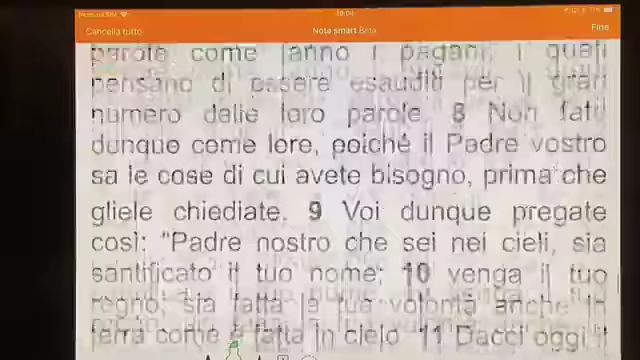 19:04
Cancella tutto Nota smart Beta Fine
parole come fanno i pagani i quali
pensano di essere esauditi per il gran
numero delle loro parole. 8 Non fate
dunque come loro, poiché il Padre vostro
sa le cose di cui avete bisogno, prima che
gliele chiediate. 9 Voi dunque pregate
così: "Padre nostro che sei nei cieli, sia
santificato il tuo nome; 10 venga il tuo
regno, sia fatta la tua volontà anche in
terra come è fatta in cielo 11 Dacci oggi il